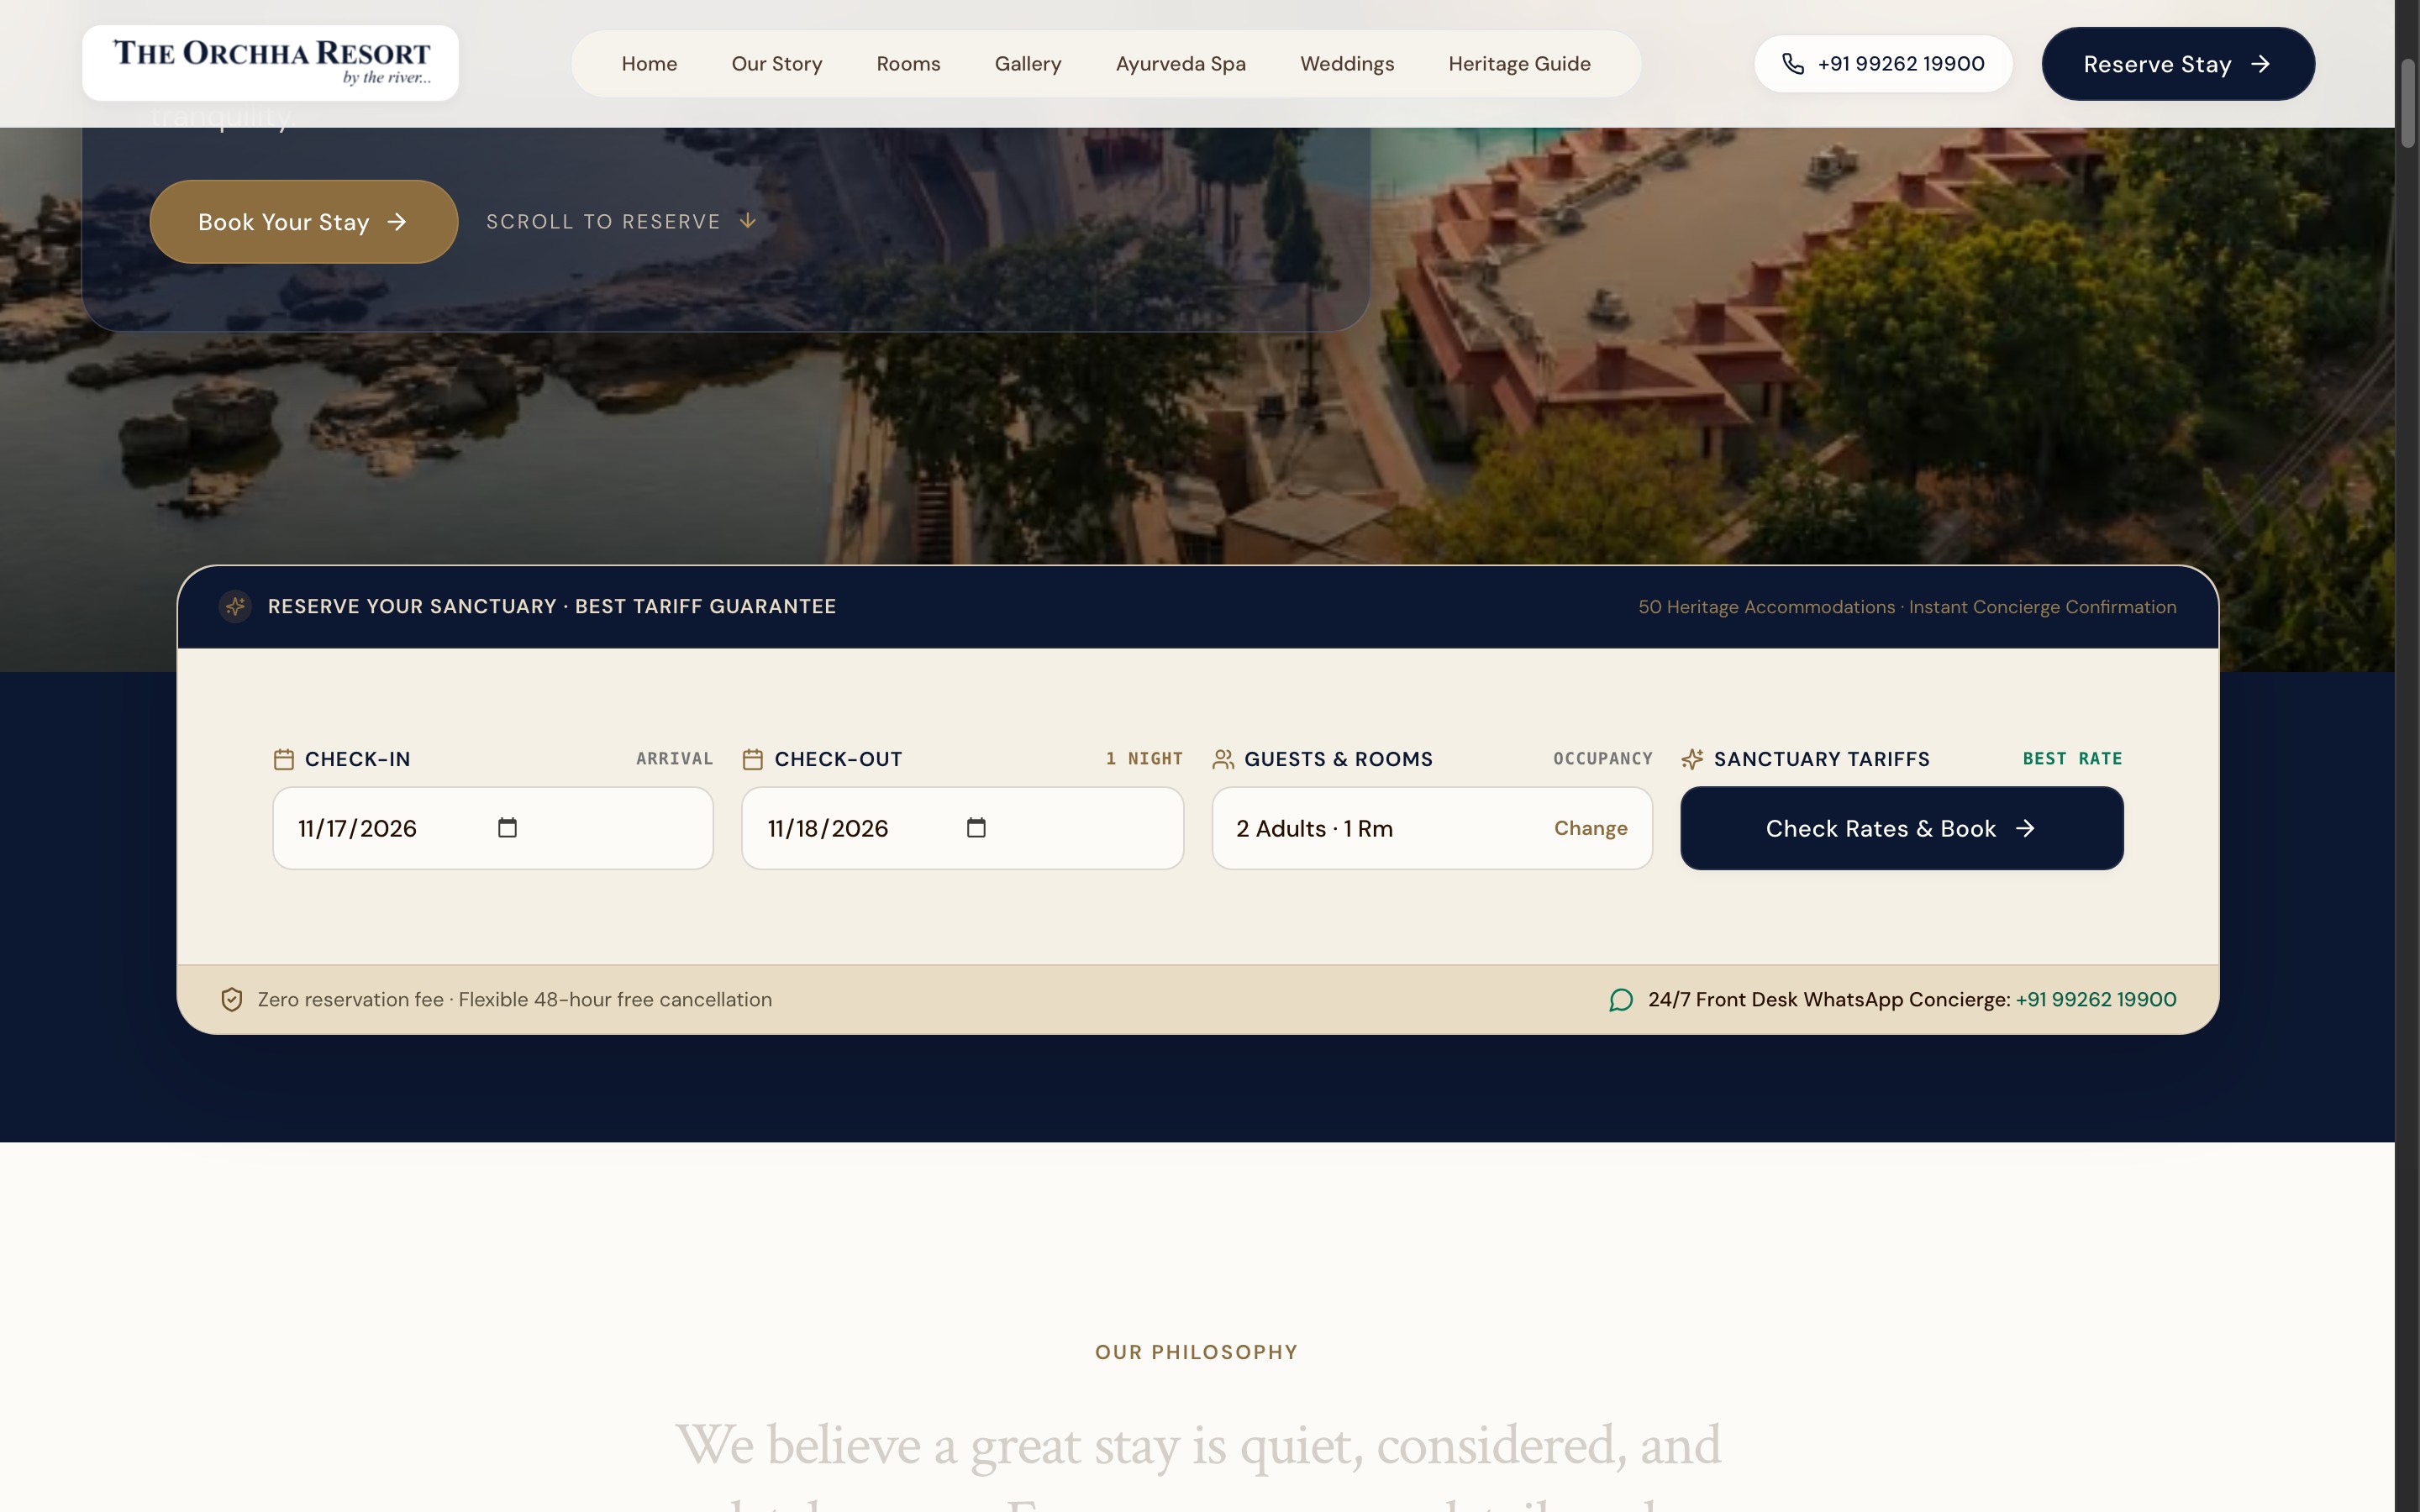 THE ORCHHA RESORT
by the river...
Home Our Story Rooms Gallery Ayurveda Spa Weddings Heritage Guide
+91 99262 19900
Reserve Stay
tranquility.
Book Your Stay
SCROLL TO RESERVE
RESERVE YOUR SANCTUARY · BEST TARIFF GUARANTEE
50 Heritage Accommodations · Instant Concierge Confirmation
CHECK-IN ARRIVAL
11/17/2026
CHECK-OUT 1 NIGHT
11/18/2026
GUESTS & ROOMS OCCUPANCY
2 Adults · 1 Rm Change
SANCTUARY TARIFFS BEST RATE
Check Rates & Book
Zero reservation fee · Flexible 48-hour free cancellation
24/7 Front Desk WhatsApp Concierge: +91 99262 19900
OUR PHILOSOPHY
We believe a great stay is quiet, considered, and